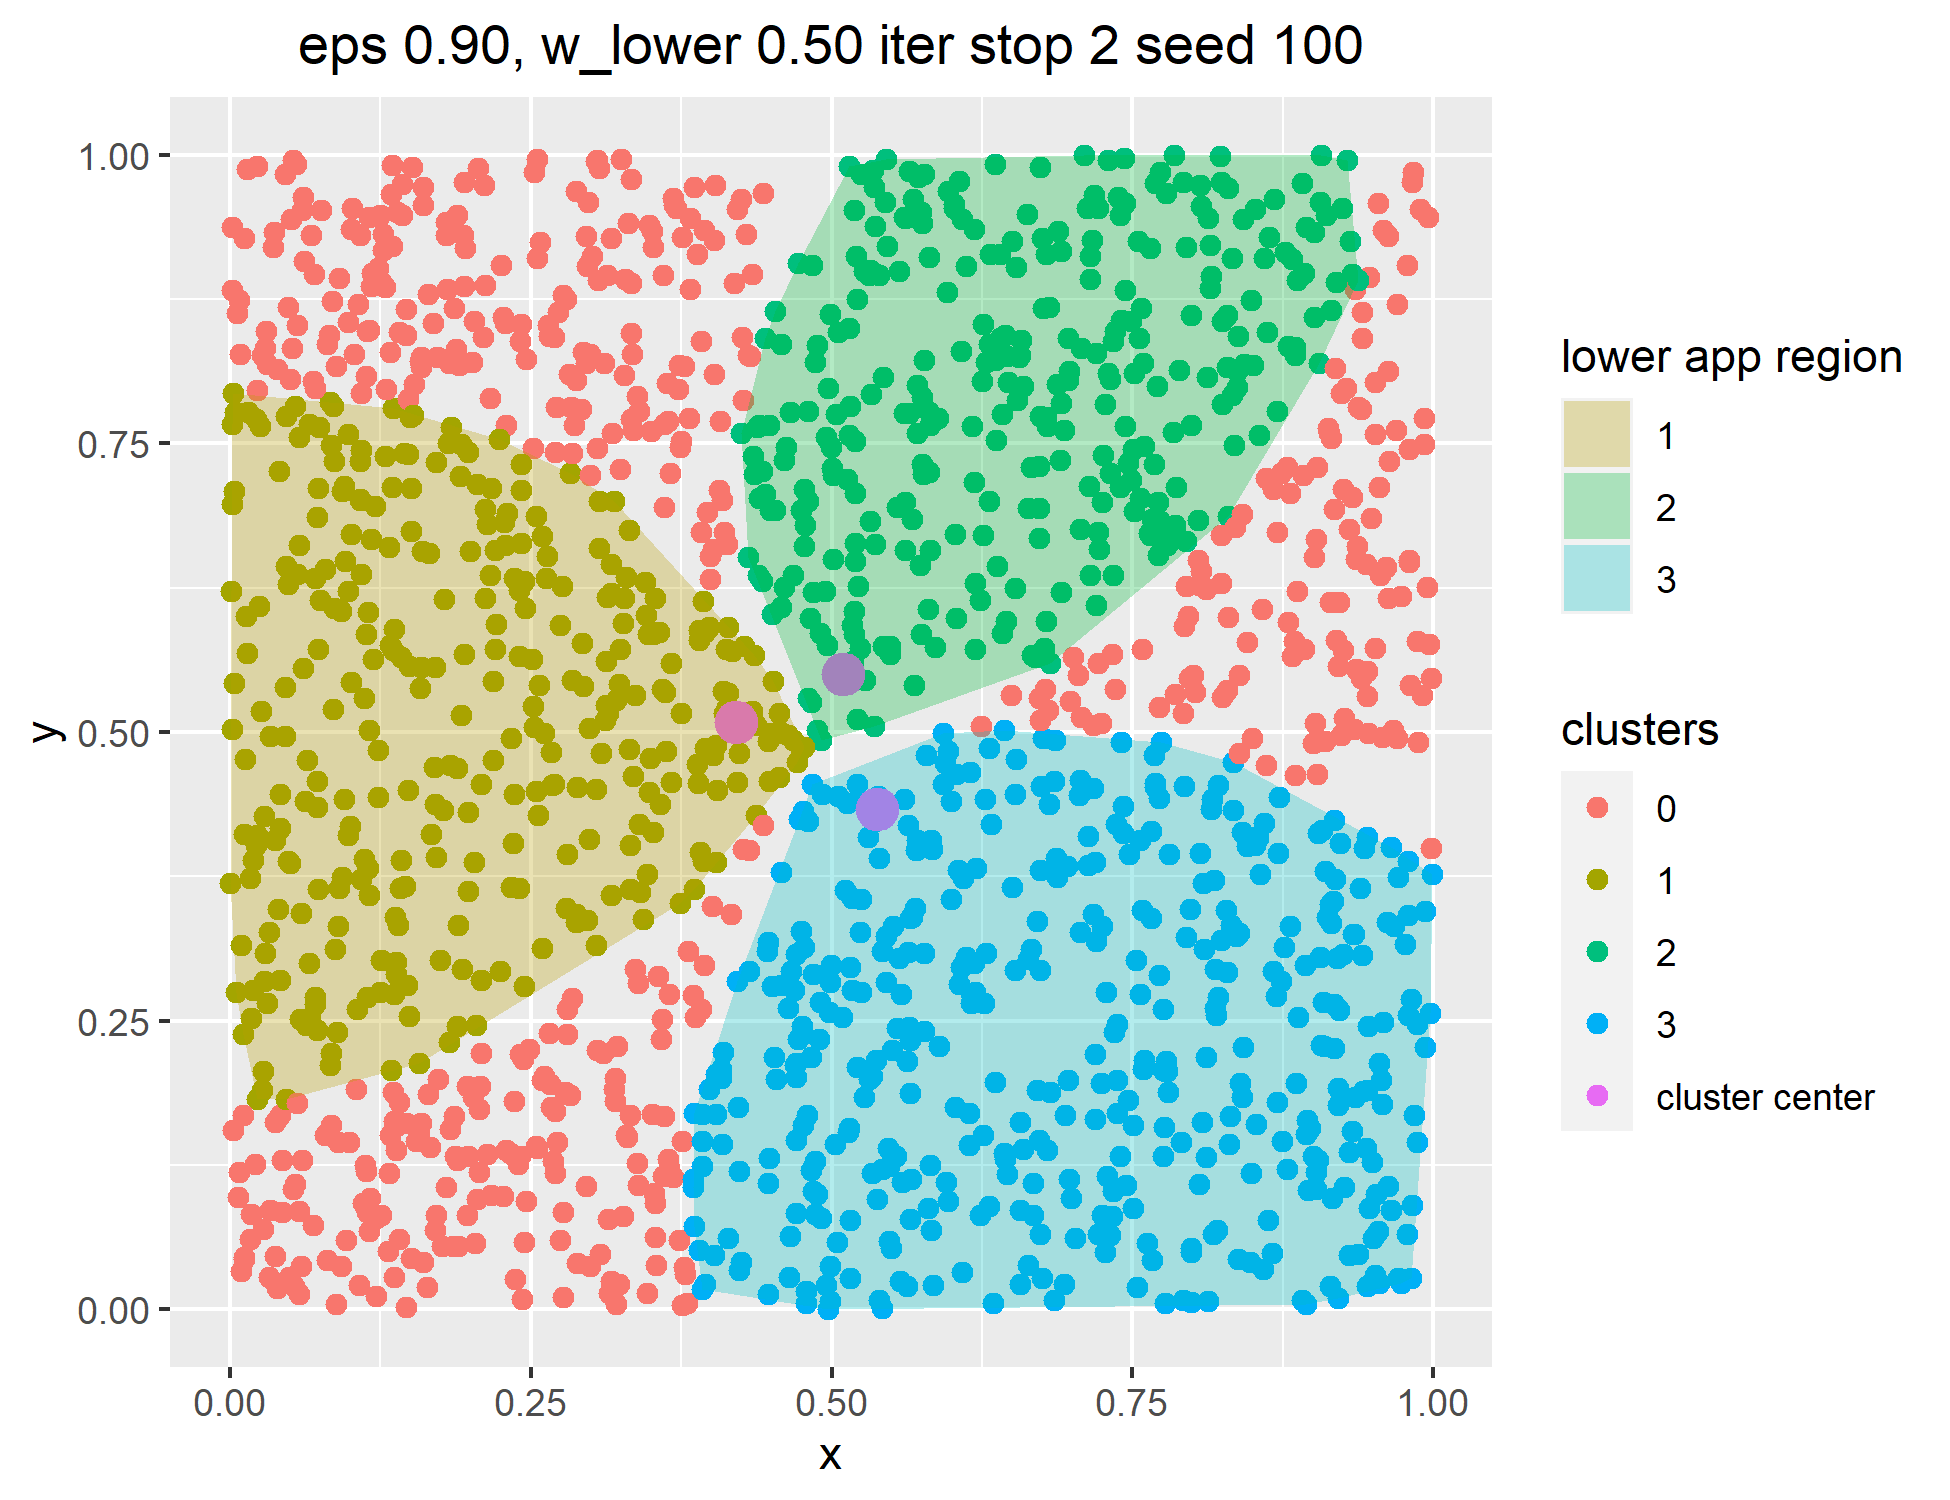 eps 0.90, w_lower 0.50 iter stop 2 seed 100
1.00
0.75
0.50
0.25
0.00
y
0.00 0.25 0.50 0.75 1.00
x
lower app region
1
2
3
clusters
0
1
2
3
cluster center